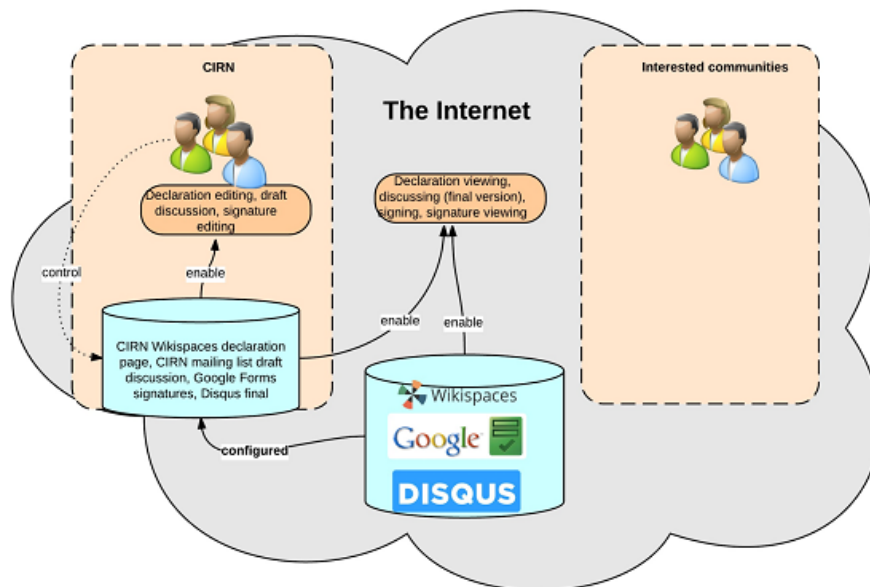 CIRN
Interested communities
The Internet
Declaration editing, draft
discussion, signature
editing
Declaration viewing,
discussing (final version),
signing, signature viewing
control
enable
enable
enable
CIRN Wikispaces declaration
page, CIRN mailing list draft
discussion, Google Forms
signatures, Disqus final
Wikispaces
Google
DISQUS
configured